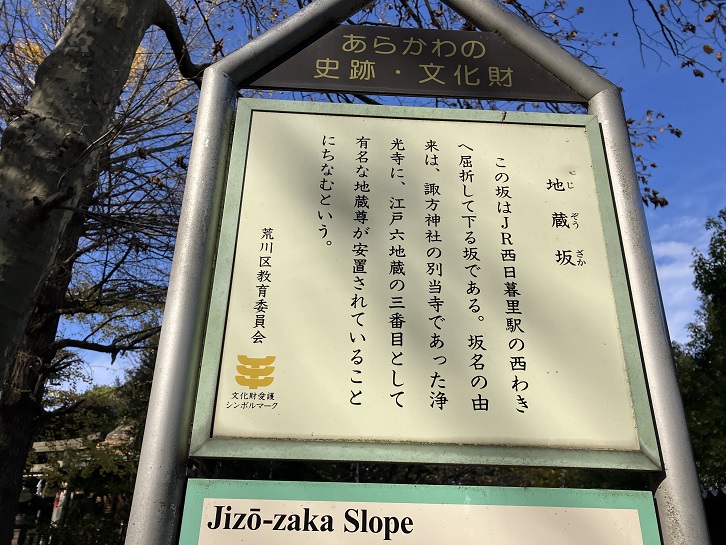 あらかわの
史跡・文化財
地蔵坂
じぞうざか
この坂はJR西日暮里駅の西わき
へ屈折して下る坂である。坂名の由
来は、諏方神社の別当寺であった浄
光寺に、江戸六地蔵の三番目として
有名な地蔵尊が安置されていること
にちなむという。
荒川区教育委員会
文化財愛護
シンボルマーク
Jizō-zaka Slope